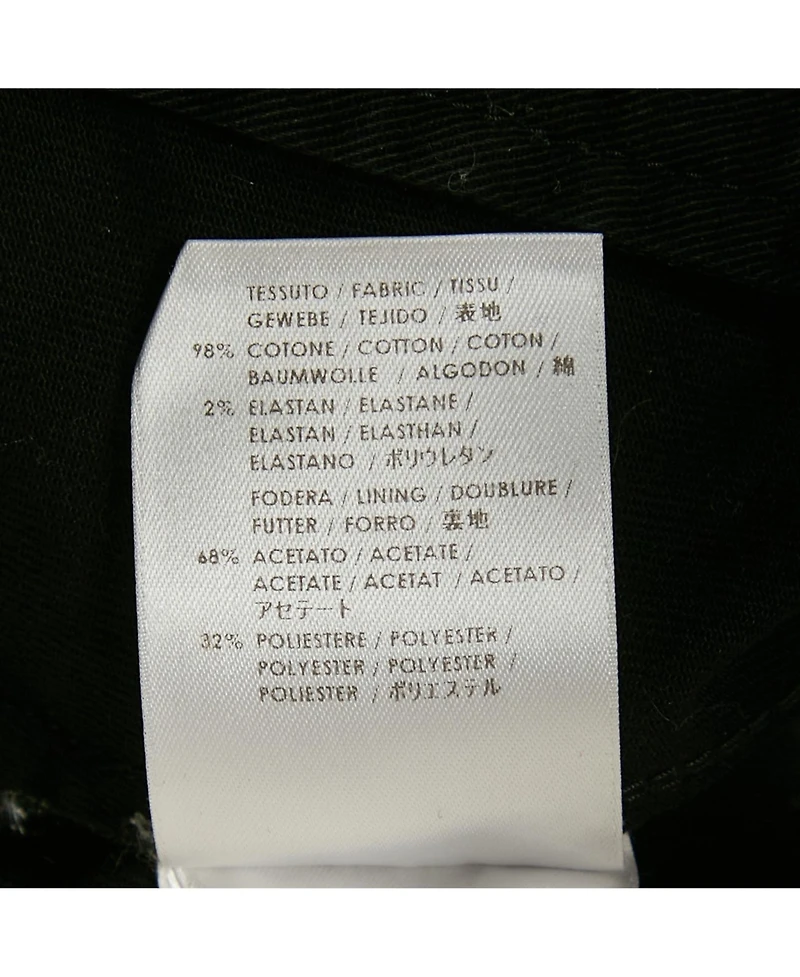 TESSUTO / FABRIC / TISSU /
GEWEBE / TEJIDO / 表地
98% COTONE / COTTON / COTON /
BAUMWOLLE / ALGODON / 綿
2% ELASTAN / ELASTANE /
ELASTAN / ELASTHAN /
ELASTANO / ポリウレタン
FODERA / LINING / DOUBLURE /
FUTTER / FORRO / 裏地
68% ACETATO / ACETATE /
ACETATE / ACETAT / ACETATO /
アセテート
32% POLIESTERE / POLYESTER /
POLYESTER / POLYESTER /
POLIESTER / ポリエステル